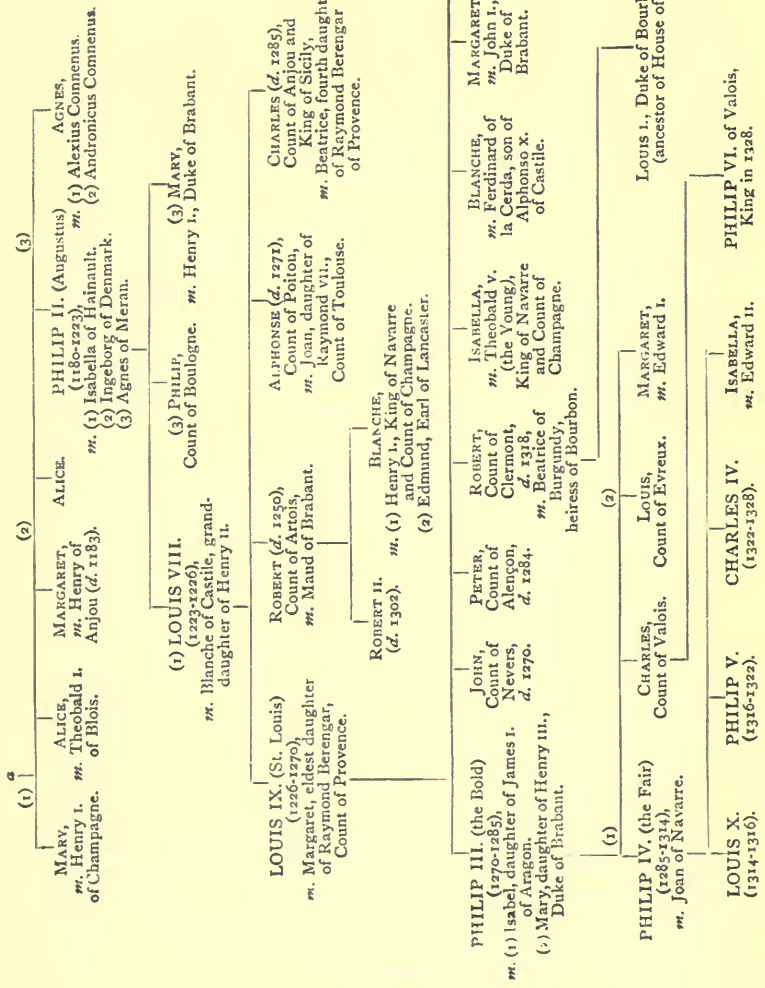 a
(1)
(2)
(3)
MARY,
m. Henry I.
of Champagne.
ALICE,
m. Theobald I.
of Blois.
MARGARET,
m. Henry of
Anjou (d. 1183).
ALICE.
PHILIP II. (Augustus)
(1180-1223),
m. (1) Isabella of Hainault.
(2) Ingeborg of Denmark.
(3) Agnes of Meran.
AGNES,
m. (1) Alexius Comnenus.
(2) Andronicus Comnenus.
(1) LOUIS VIII.
(1223-1226),
m. Blanche of Castile, grand-
daughter of Henry II.
(3) PHILIP,
Count of Boulogne.
(3) MARY,
m. Henry I., Duke of Brabant.
LOUIS IX. (St. Louis)
(1226-1270),
m. Margaret, eldest daughter
of Raymond Berengar,
Count of Provence.
ROBERT (d. 1250),
Count of Artois,
m. Maud of Brabant.
ALPHONSE (d. 1271),
Count of Poitou,
m. Joan, daughter of
Raymond VII.,
Count of Toulouse.
CHARLES (d. 1285),
Count of Anjou and
King of Sicily,
m. Beatrice, fourth daught
of Raymond Berengar
of Provence.
ROBERT II.
(d. 1302).
BLANCHE,
m. (1) Henry I., King of Navarre
and Count of Champagne.
(2) Edmund, Earl of Lancaster.
PHILIP III. (the Bold)
(1270-1285),
m. (1) Isabel, daughter of James I.
of Aragon.
(2) Mary, daughter of Henry III.,
Duke of Brabant.
JOHN,
Count of
Nevers,
d. 1270.
PETER,
Count of
Alençon,
d. 1284.
ROBERT,
Count of
Clermont,
d. 1318,
m. Beatrice of
Burgundy,
heiress of Bourbon.
ISABELLA,
m. Theobald V.
(the Young),
King of Navarre
and Count of
Champagne.
BLANCHE,
m. Ferdinand of
la Cerda, son of
Alphonso X.
of Castile.
MARGARET
m. John I.,
Duke of
Brabant.
(1)
(2)
PHILIP IV. (the Fair)
(1285-1314),
m. Joan of Navarre.
CHARLES,
Count of Valois.
LOUIS,
Count of Evreux.
MARGARET,
m. Edward I.
LOUIS I., Duke of Bourb
(ancestor of House of
LOUIS X.
(1314-1316).
PHILIP V.
(1316-1322).
CHARLES IV.
(1322-1328).
ISABELLA,
m. Edward II.
PHILIP VI. of Valois,
King in 1328.